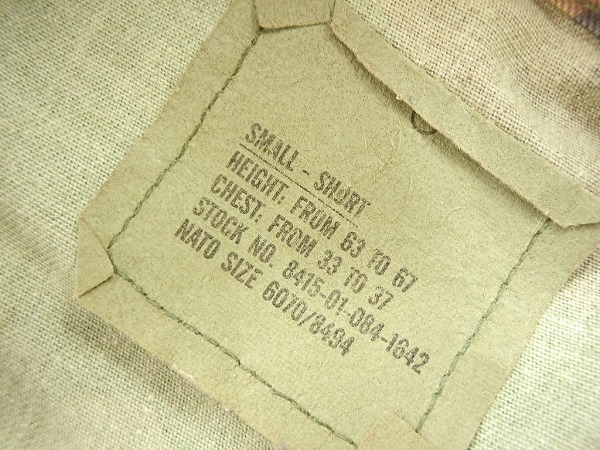 SMALL - SHORT
HEIGHT: FROM 63 TO 67
CHEST: FROM 33 TO 37
STOCK NO. 8415-01-084-1642
NATO SIZE 6070/8494